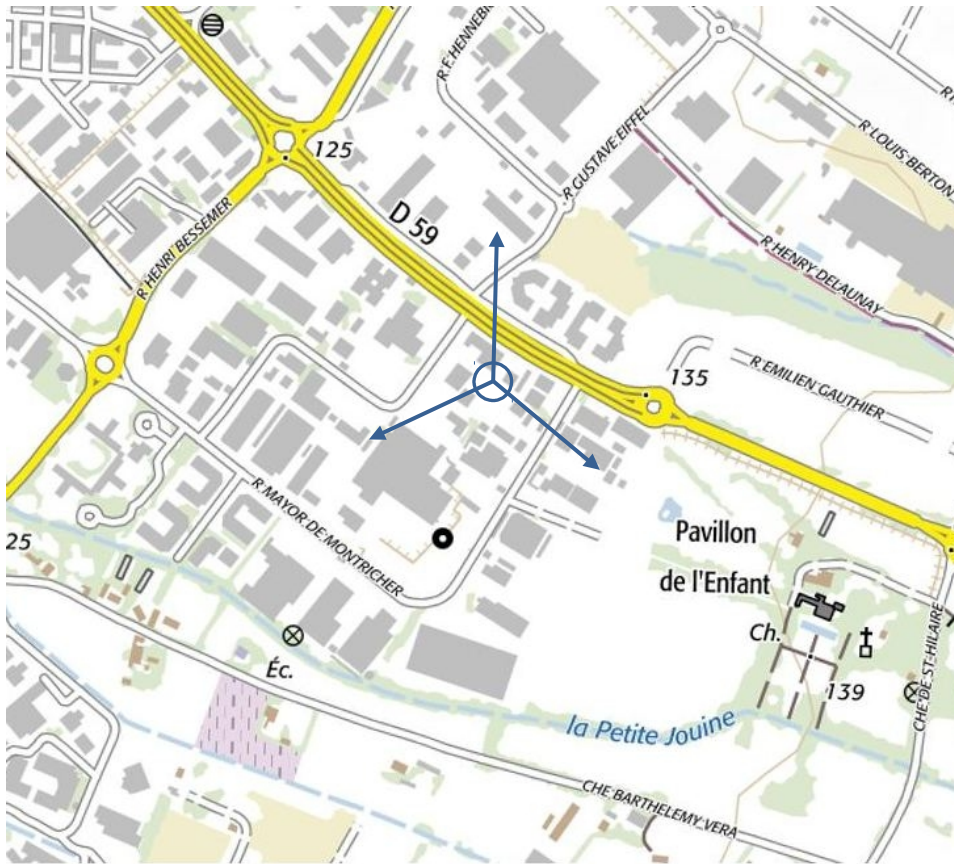 R F. HENNEBI
R LOUIS BERTON
R GUSTAVE EIFFEL
125
D 59
R HENRI BESSEMER
R HENRY DELAUNAY
135
R EMILIEN GAUTHIER
R MAYOR DE MONTRICHER
Pavillon
de l'Enfant
25
Ch.
Éc.
139
CHE DE ST-HILAIRE
la Petite Jouine
CHE BARTHELEMY VERA